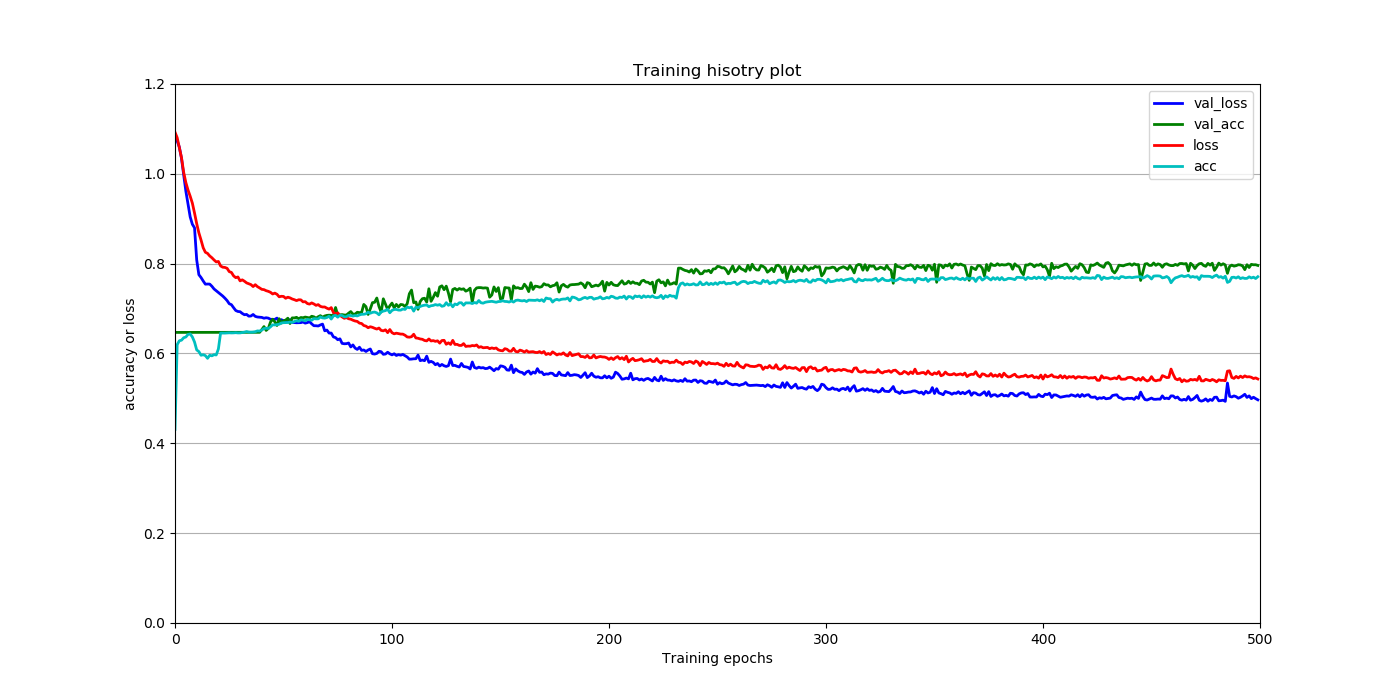 Training hisotry plot
1.2
1.0
0.8
0.6
0.4
0.2
0.0
accuracy or loss
val_loss
val_acc
loss
acc
0 100 200 300 400 500
Training epochs